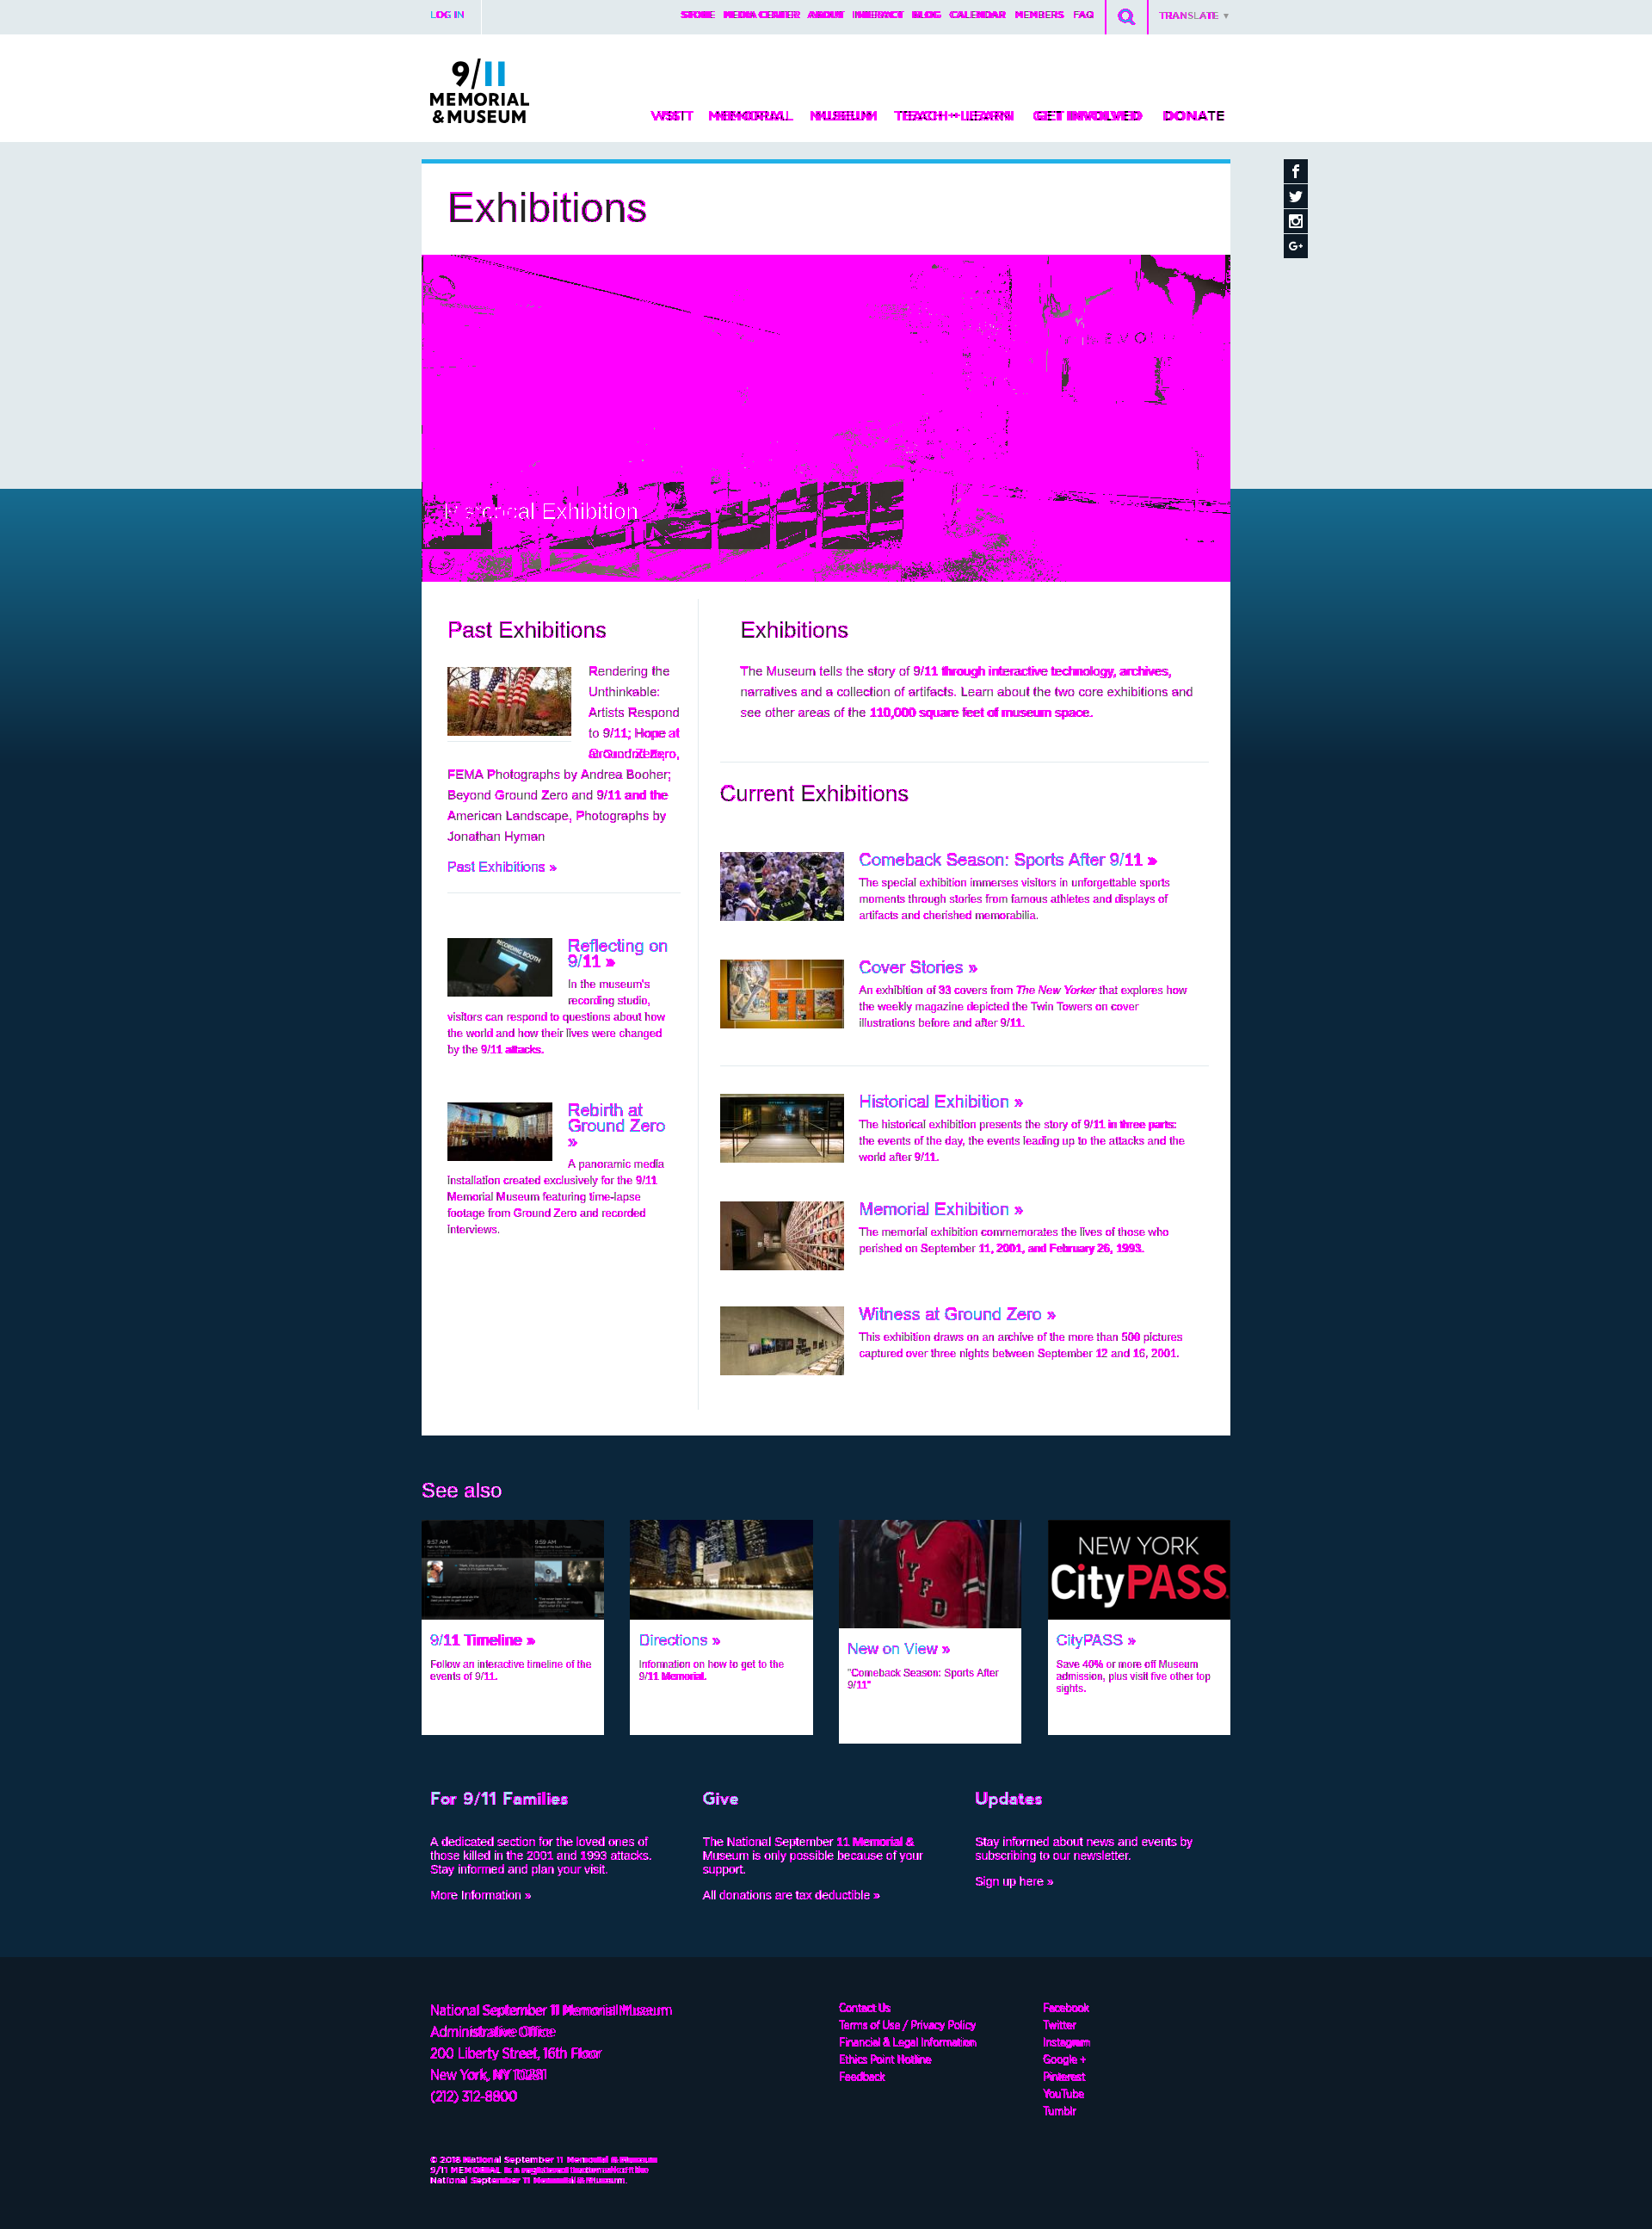 LOG IN
STORE MEDIA CENTER ABOUT INTERACT BLOG CALENDAR MEMBERS FAQ
TRANSLATE ▼
9/11
MEMORIAL
& MUSEUM
VISIT MEMORIAL MUSEUM TEACH + LEARN GET INVOLVED DONATE
Exhibitions
Historical Exhibition
Past Exhibitions
Rendering the
Unthinkable:
Artists Respond
to 9/11; Hope at
Ground Zero,
FEMA Photographs by Andrea Booher;
Beyond Ground Zero and 9/11 and the
American Landscape, Photographs by
Jonathan Hyman
Past Exhibitions »
RECORDING BOOTH
Reflecting on
9/11 »
In the museum's
recording studio,
visitors can respond to questions about how
the world and how their lives were changed
by the 9/11 attacks.
Rebirth at
Ground Zero
»
A panoramic media
installation created exclusively for the 9/11
Memorial Museum featuring time-lapse
footage from Ground Zero and recorded
interviews.
Exhibitions
The Museum tells the story of 9/11 through interactive technology, archives,
narratives and a collection of artifacts. Learn about the two core exhibitions and
see other areas of the 110,000 square feet of museum space.
Current Exhibitions
Comeback Season: Sports After 9/11 »
The special exhibition immerses visitors in unforgettable sports
moments through stories from famous athletes and displays of
artifacts and cherished memorabilia.
Cover Stories »
An exhibition of 33 covers from The New Yorker that explores how
the weekly magazine depicted the Twin Towers on cover
illustrations before and after 9/11.
Historical Exhibition »
The historical exhibition presents the story of 9/11 in three parts:
the events of the day, the events leading up to the attacks and the
world after 9/11.
Memorial Exhibition »
The memorial exhibition commemorates the lives of those who
perished on September 11, 2001, and February 26, 1993.
Witness at Ground Zero »
This exhibition draws on an archive of the more than 500 pictures
captured over three nights between September 12 and 16, 2001.
See also
8:57 AM
9:59 AM
NYFD
NEW YORK
CityPASS
9/11 Timeline »
Follow an interactive timeline of the
events of 9/11.
Directions »
Information on how to get to the
9/11 Memorial.
New on View »
"Comeback Season: Sports After
9/11"
CityPASS »
Save 40% or more off Museum
admission, plus visit five other top
sights.
For 9/11 Families
A dedicated section for the loved ones of
those killed in the 2001 and 1993 attacks.
Stay informed and plan your visit.
More Information »
Give
The National September 11 Memorial &
Museum is only possible because of your
support.
All donations are tax deductible »
Updates
Stay informed about news and events by
subscribing to our newsletter.
Sign up here »
National September 11 Memorial Museum
Administrative Office
200 Liberty Street, 16th Floor
New York, NY 10281
(212) 312-8800
Contact Us
Terms of Use / Privacy Policy
Financial & Legal Information
Ethics Point Hotline
Feedback
Facebook
Twitter
Instagram
Google +
Pinterest
YouTube
Tumblr
© 2018 National September 11 Memorial & Museum
9/11 MEMORIAL is a registered trademark of the
National September 11 Memorial & Museum.